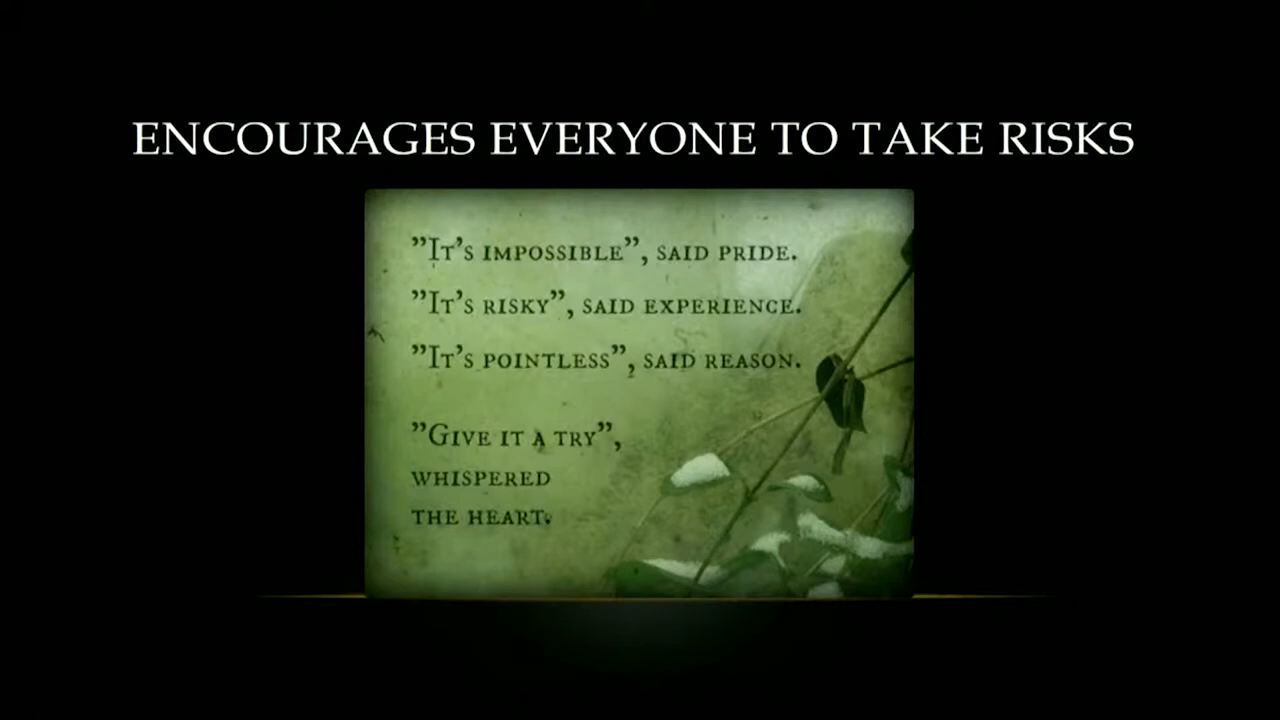 ENCOURAGES EVERYONE TO TAKE RISKS
”It’s impossible”, said pride.
”It’s risky”, said experience.
”It’s pointless”, said reason.
”Give it a try”,
whispered
the heart.